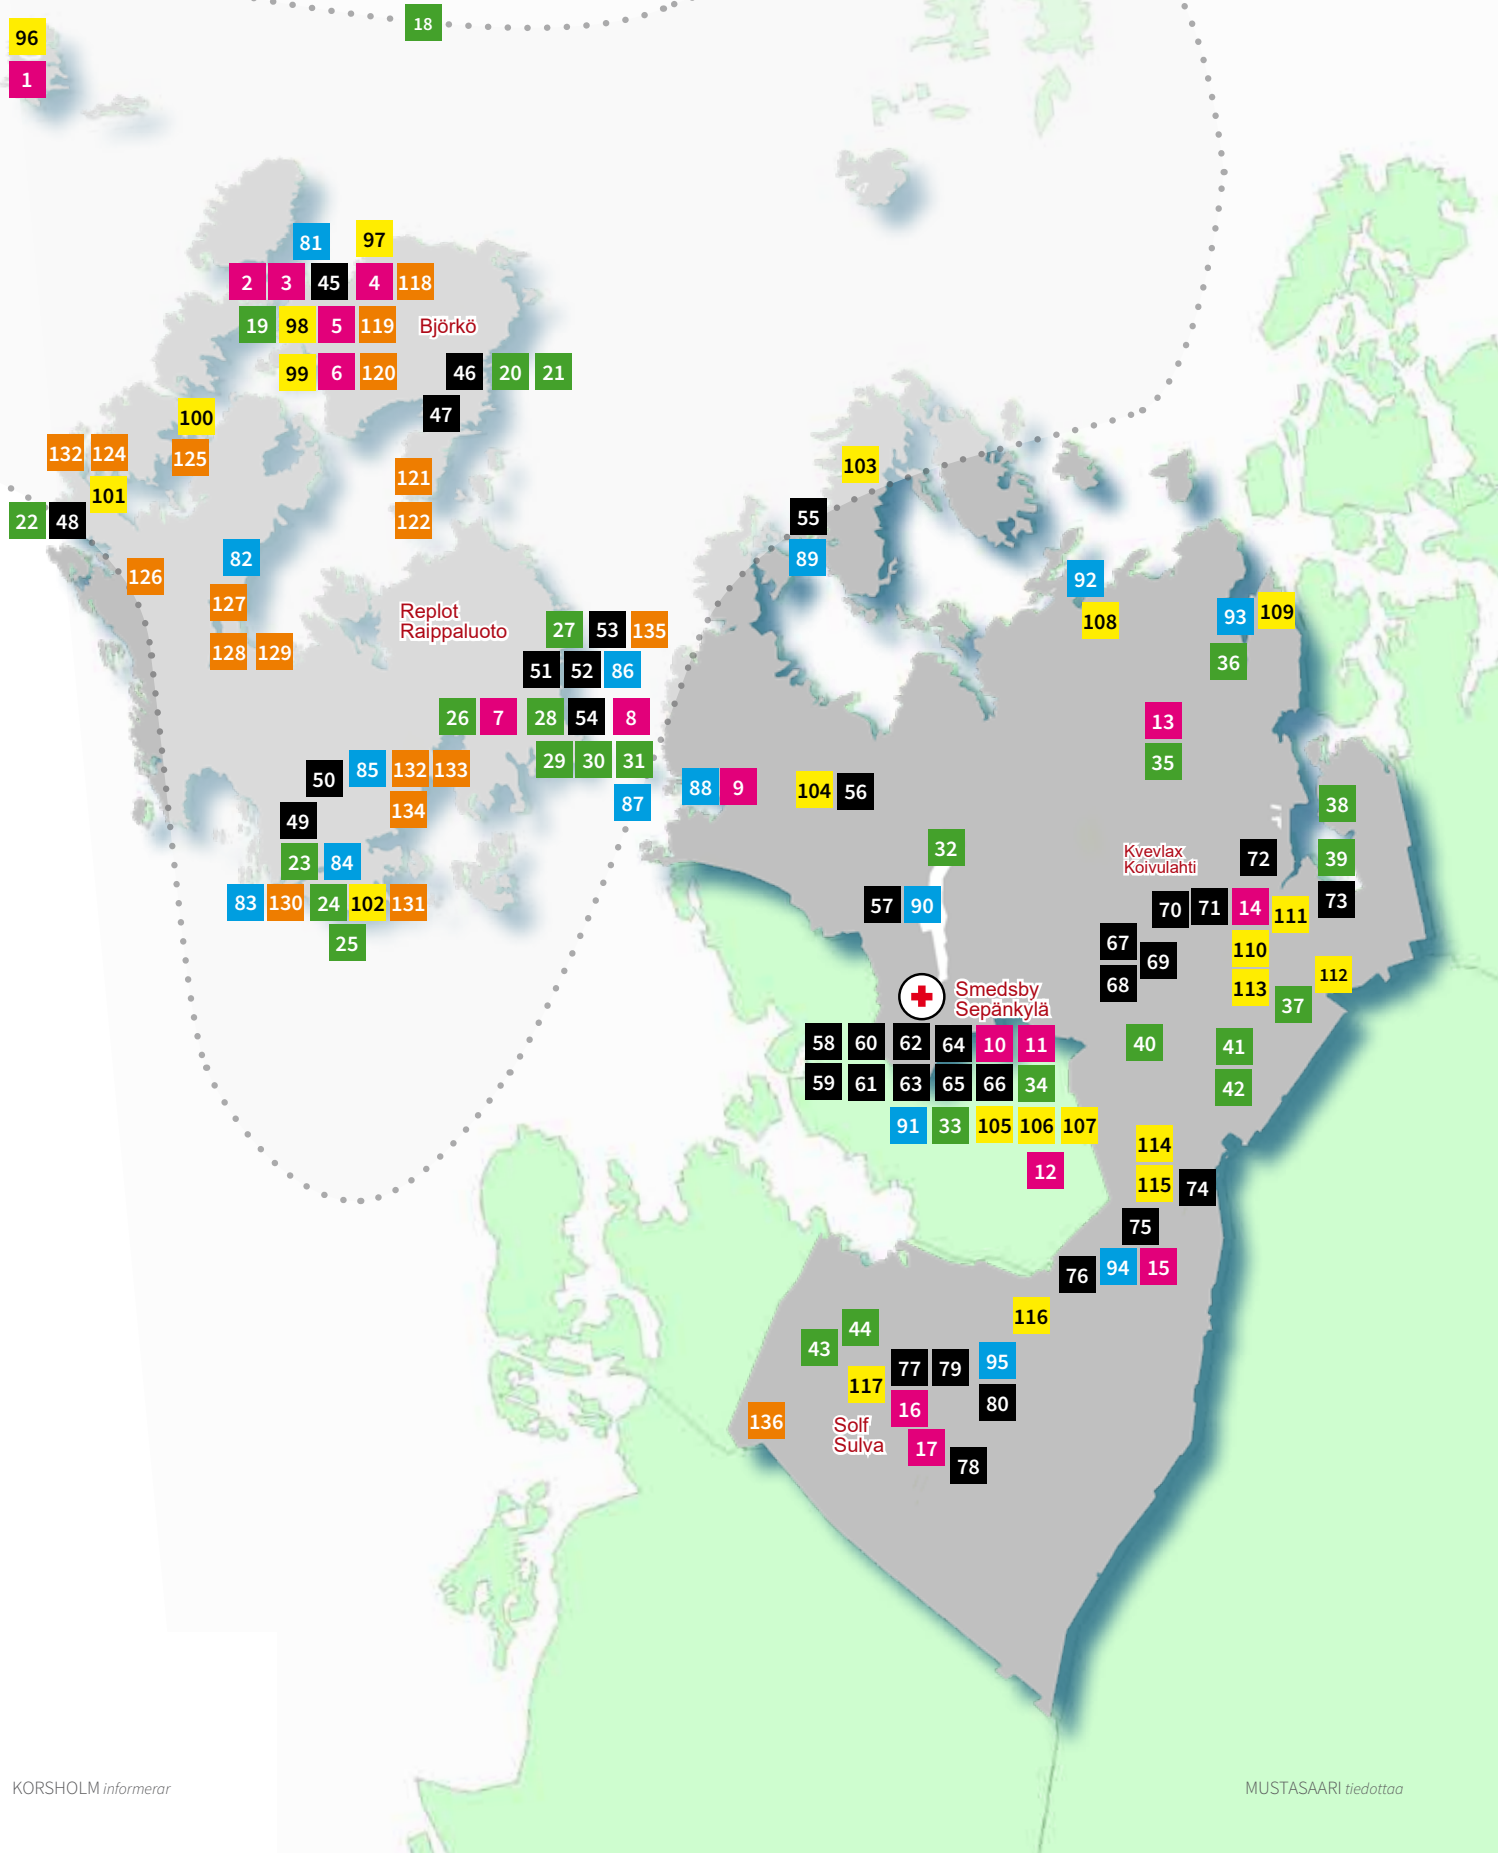 18
96
1
81 97
2 3 45 4 118
19 98 5 119 Björkö
99 6 120 46 20 21
100 47
132 124 125 121
101 103
22 48 122 55
82 89
126 92
127 Replot 93 109
Raippaluoto 27 53 135 108
128 129 51 52 86 36
26 7 28 54 8 13
50 85 132 133 29 30 31 35
49 134 87 88 9 104 56 38
23 84 32 Kvevlax 72 39
Koivulahti
83 130 24 102 131 57 90 70 71 14 111 73
25 67 69 110
68 113 112
Smedsby 37
Sepänkylä
58 60 62 64 10 11 40 41
59 61 63 65 66 34 42
91 33 105 106 107 114
12 115 74
75
76 94 15
44 116
43 77 79 95
117 16 80
136 Solf
Sulva 17 78
KORSHOLM informerar
MUSTASAARI tiedottaa